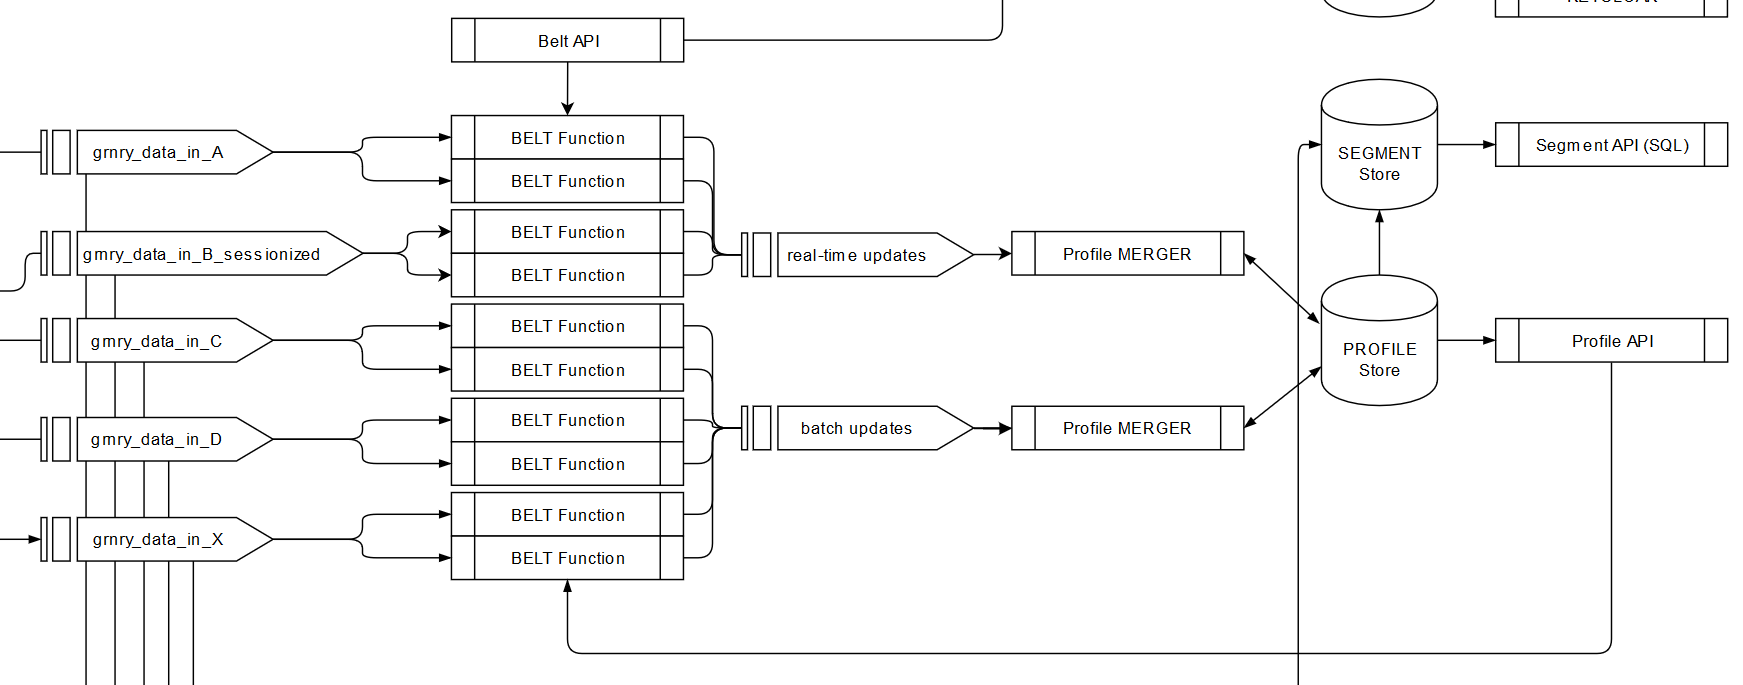 KEYCLOAK
Belt API
BELT Function
BELT Function
BELT Function
BELT Function
BELT Function
BELT Function
BELT Function
BELT Function
BELT Function
BELT Function
grnry_data_in_A
grnry_data_in_B_sessionized
grnry_data_in_C
grnry_data_in_D
grnry_data_in_X
real-time updates
batch updates
Profile MERGER
Profile MERGER
SEGMENT
Store
PROFILE
Store
Segment API (SQL)
Profile API